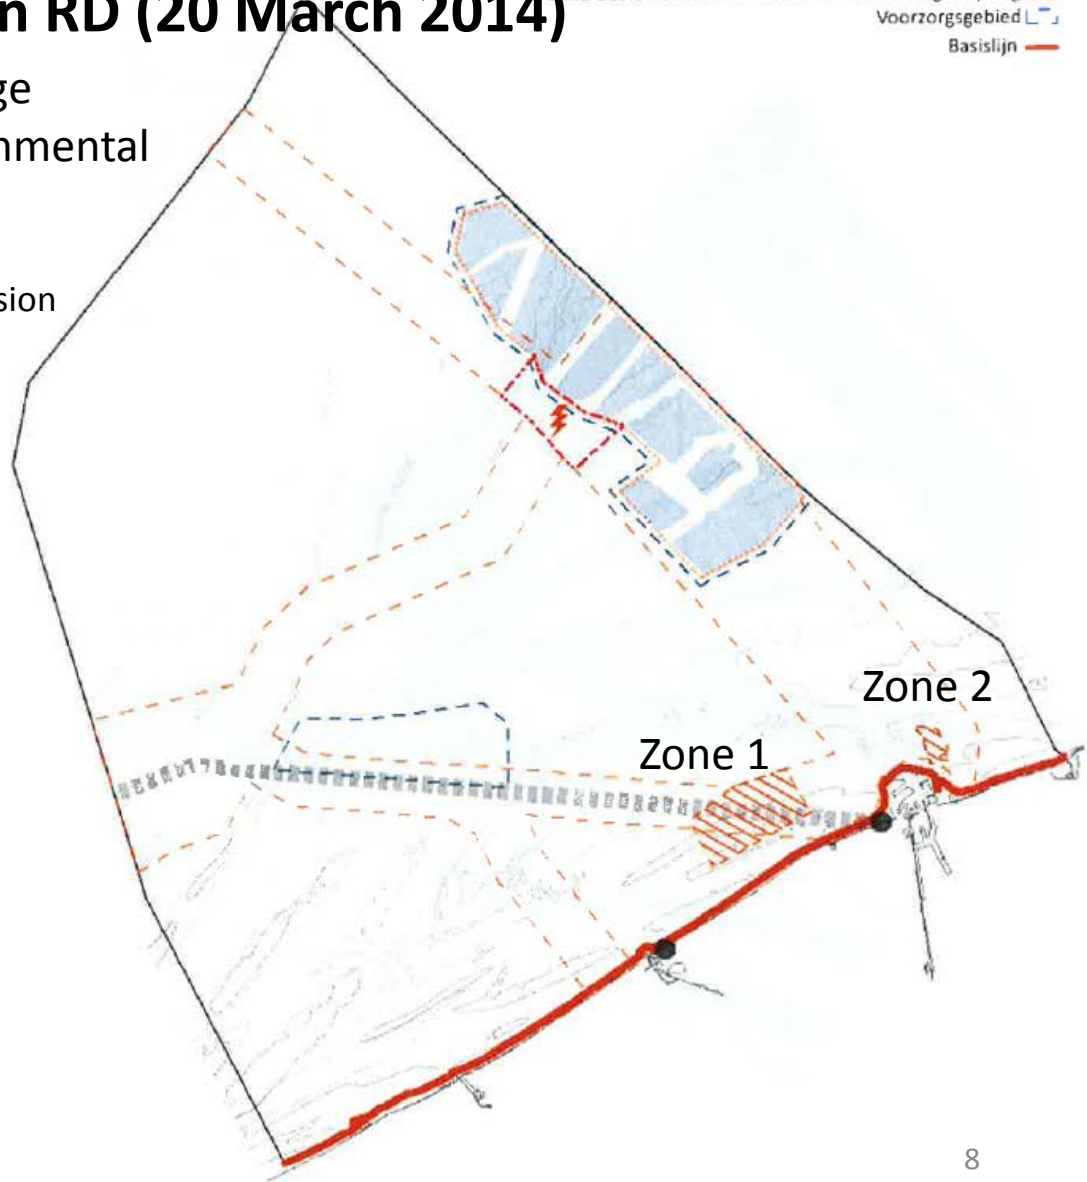 n RD (20 March 2014)
Voorzorgsgebied
Basislijn
ge
nmental
sion
Zone 2
Zone 1
8